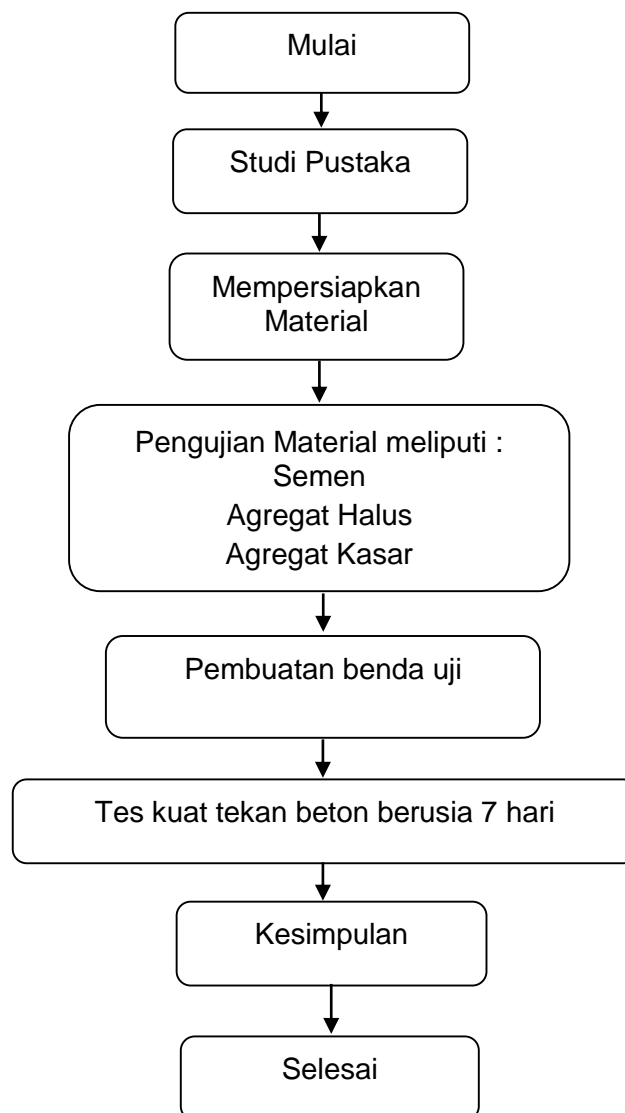 Mulai
Studi Pustaka
Mempersiapkan
Material
Pengujian Material meliputi :
Semen
Agregat Halus
Agregat Kasar
Pembuatan benda uji
Tes kuat tekan beton berusia 7 hari
Kesimpulan
Selesai